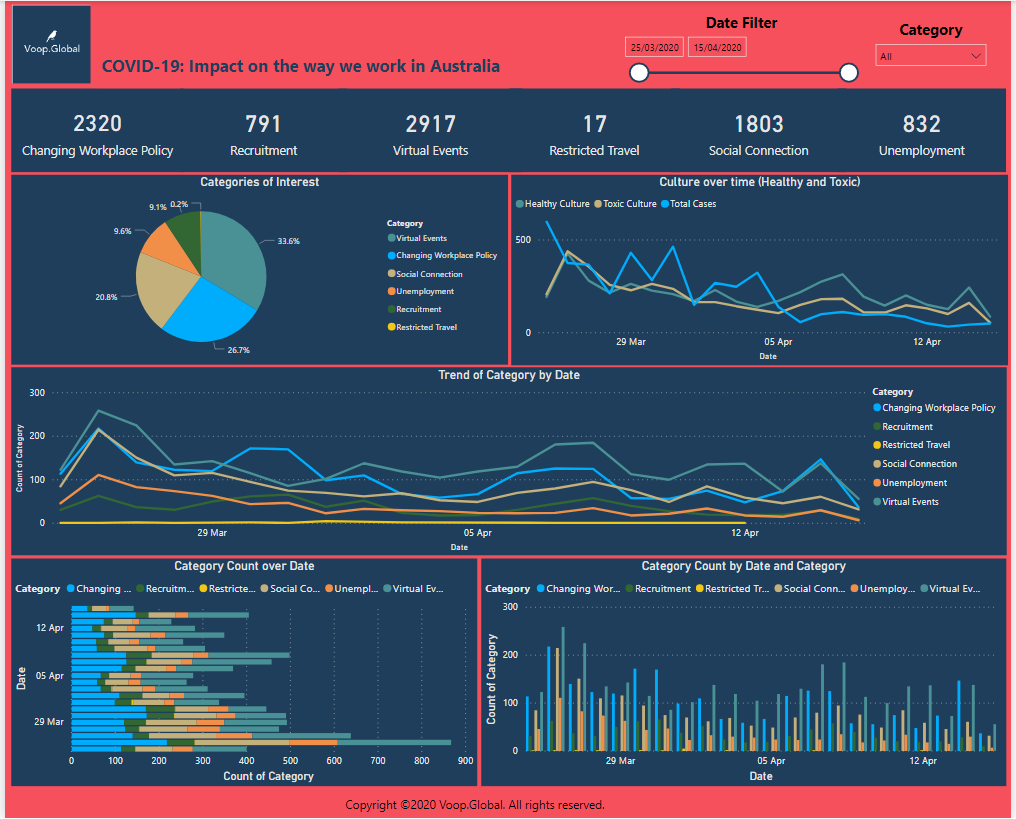 Voop.Global
COVID-19: Impact on the way we work in Australia
Date Filter
25/03/2020 15/04/2020
Category
All
2320 791 2917 17 1803 832
Changing Workplace Policy Recruitment Virtual Events Restricted Travel Social Connection Unemployment
Categories of Interest
9.1% 0.2%
9.6%
33.6%
20.8%
26.7%
Category
Virtual Events
Changing Workplace Policy
Social Connection
Unemployment
Recruitment
Restricted Travel
Culture over time (Healthy and Toxic)
Healthy Culture Toxic Culture Total Cases
500
0
29 Mar 05 Apr 12 Apr
Date
Trend of Category by Date
Count of Category
300
200
100
0
29 Mar 05 Apr 12 Apr
Date
Category
Changing Workplace Policy
Recruitment
Restricted Travel
Social Connection
Unemployment
Virtual Events
Category Count over Date
Category Changing ... Recruitm... Restricte... Social Co... Unempl... Virtual Ev...
Date
12 Apr
05 Apr
29 Mar
0 100 200 300 400 500 600 700 800 900
Count of Category
Category Count by Date and Category
Category Changing Wor... Recruitment Restricted Tr... Social Conn... Unemploy... Virtual Ev...
Count of Category
300
200
100
0
29 Mar 05 Apr 12 Apr
Date
Copyright ©2020 Voop.Global. All rights reserved.